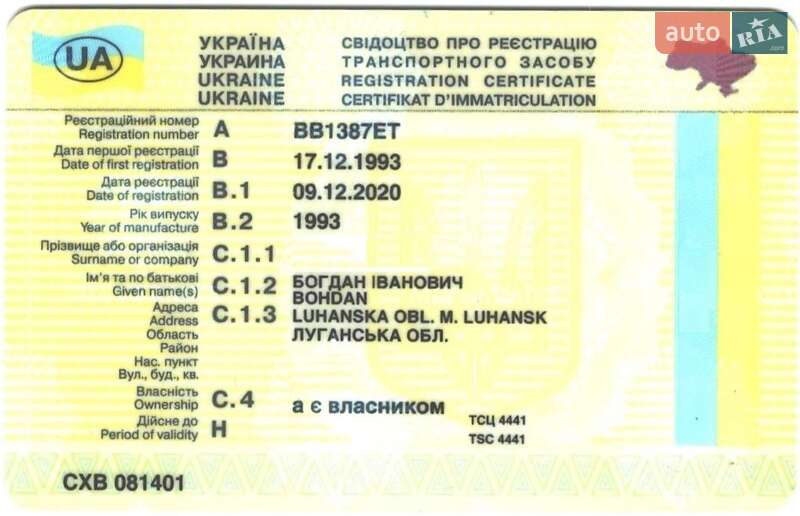 auto RIA.com
UA
УКРАЇНА
УКРАИНА
UKRAINE
UKRAINE
СВІДОЦТВО ПРО РЕЄСТРАЦІЮ
ТРАНСПОРТНОГО ЗАСОБУ
REGISTRATION CERTIFICATE
CERTIFIKAT D'IMMATRICULATION
Реєстраційний номер
Registration number A BB1387ET
Дата першої реєстрації
Date of first registration B 17.12.1993
Дата реєстрації
Date of registration B.1 09.12.2020
Рік випуску
Year of manufacture B.2 1993
Прізвище або організація
Surname or company C.1.1
Ім'я та по батькові
Given name(s) C.1.2 БОГДАН ІВАНОВИЧ
BOHDAN
Адреса
Address C.1.3 LUHANSKA OBL. M. LUHANSK
Область ЛУГАНСЬКА ОБЛ.
Район
Нас. пункт
Вул., буд., кв.
Власність
Ownership C.4 а є власником
Дійсне до
Period of validity H
ТСЦ 4441
TSC 4441
СХВ 081401